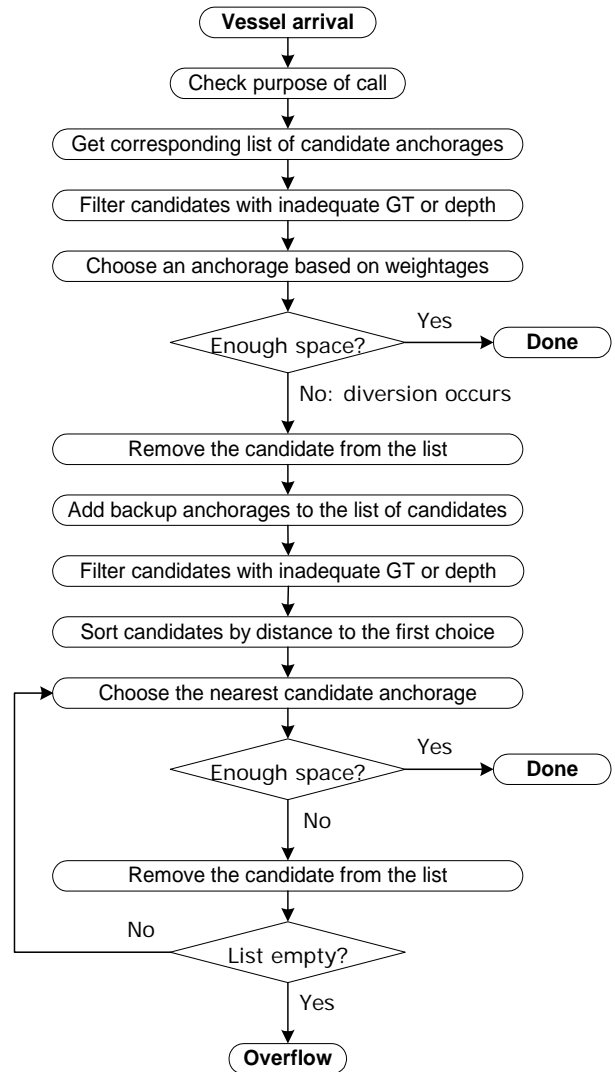 Vessel arrival
Check purpose of call
Get corresponding list of candidate anchorages
Filter candidates with inadequate GT or depth
Choose an anchorage based on weightages
Enough space?
Yes
Done
No: diversion occurs
Remove the candidate from the list
Add backup anchorages to the list of candidates
Filter candidates with inadequate GT or depth
Sort candidates by distance to the first choice
Choose the nearest candidate anchorage
Enough space?
Yes
Done
No
Remove the candidate from the list
No
List empty?
Yes
Overflow